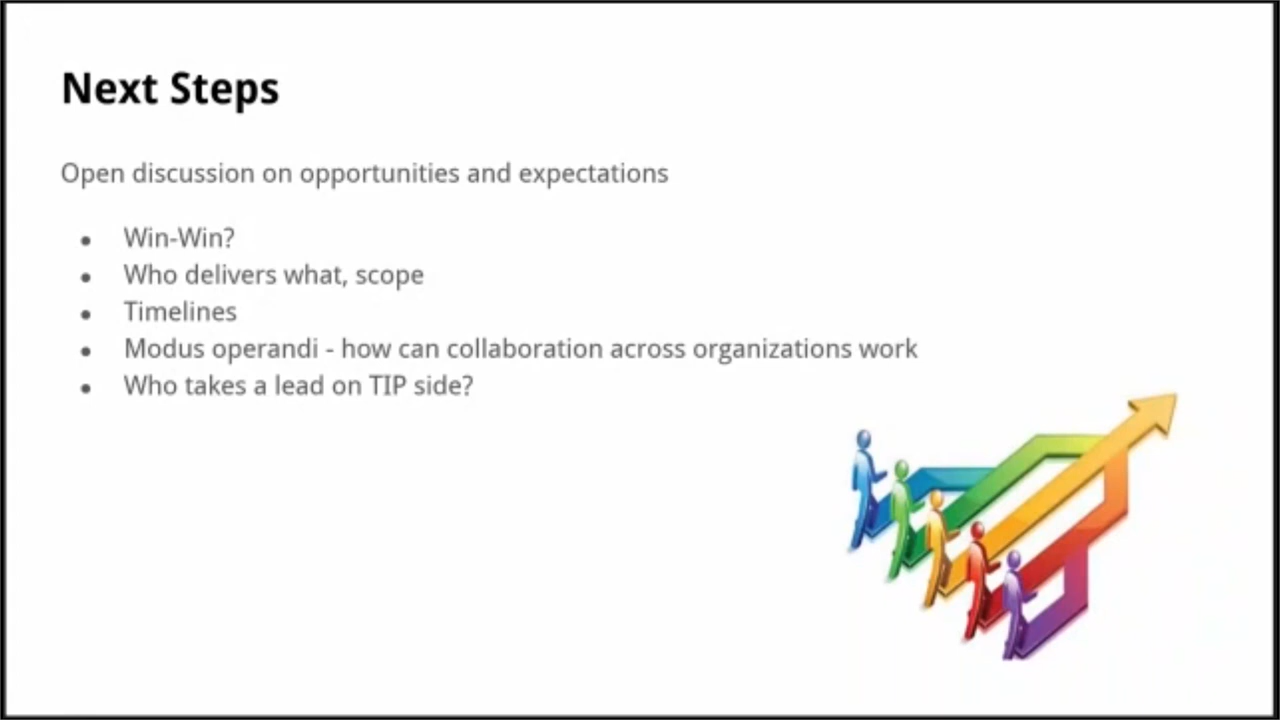 Next Steps
Open discussion on opportunities and expectations
● Win-Win?
● Who delivers what, scope
● Timelines
● Modus operandi - how can collaboration across organizations work
● Who takes a lead on TIP side?